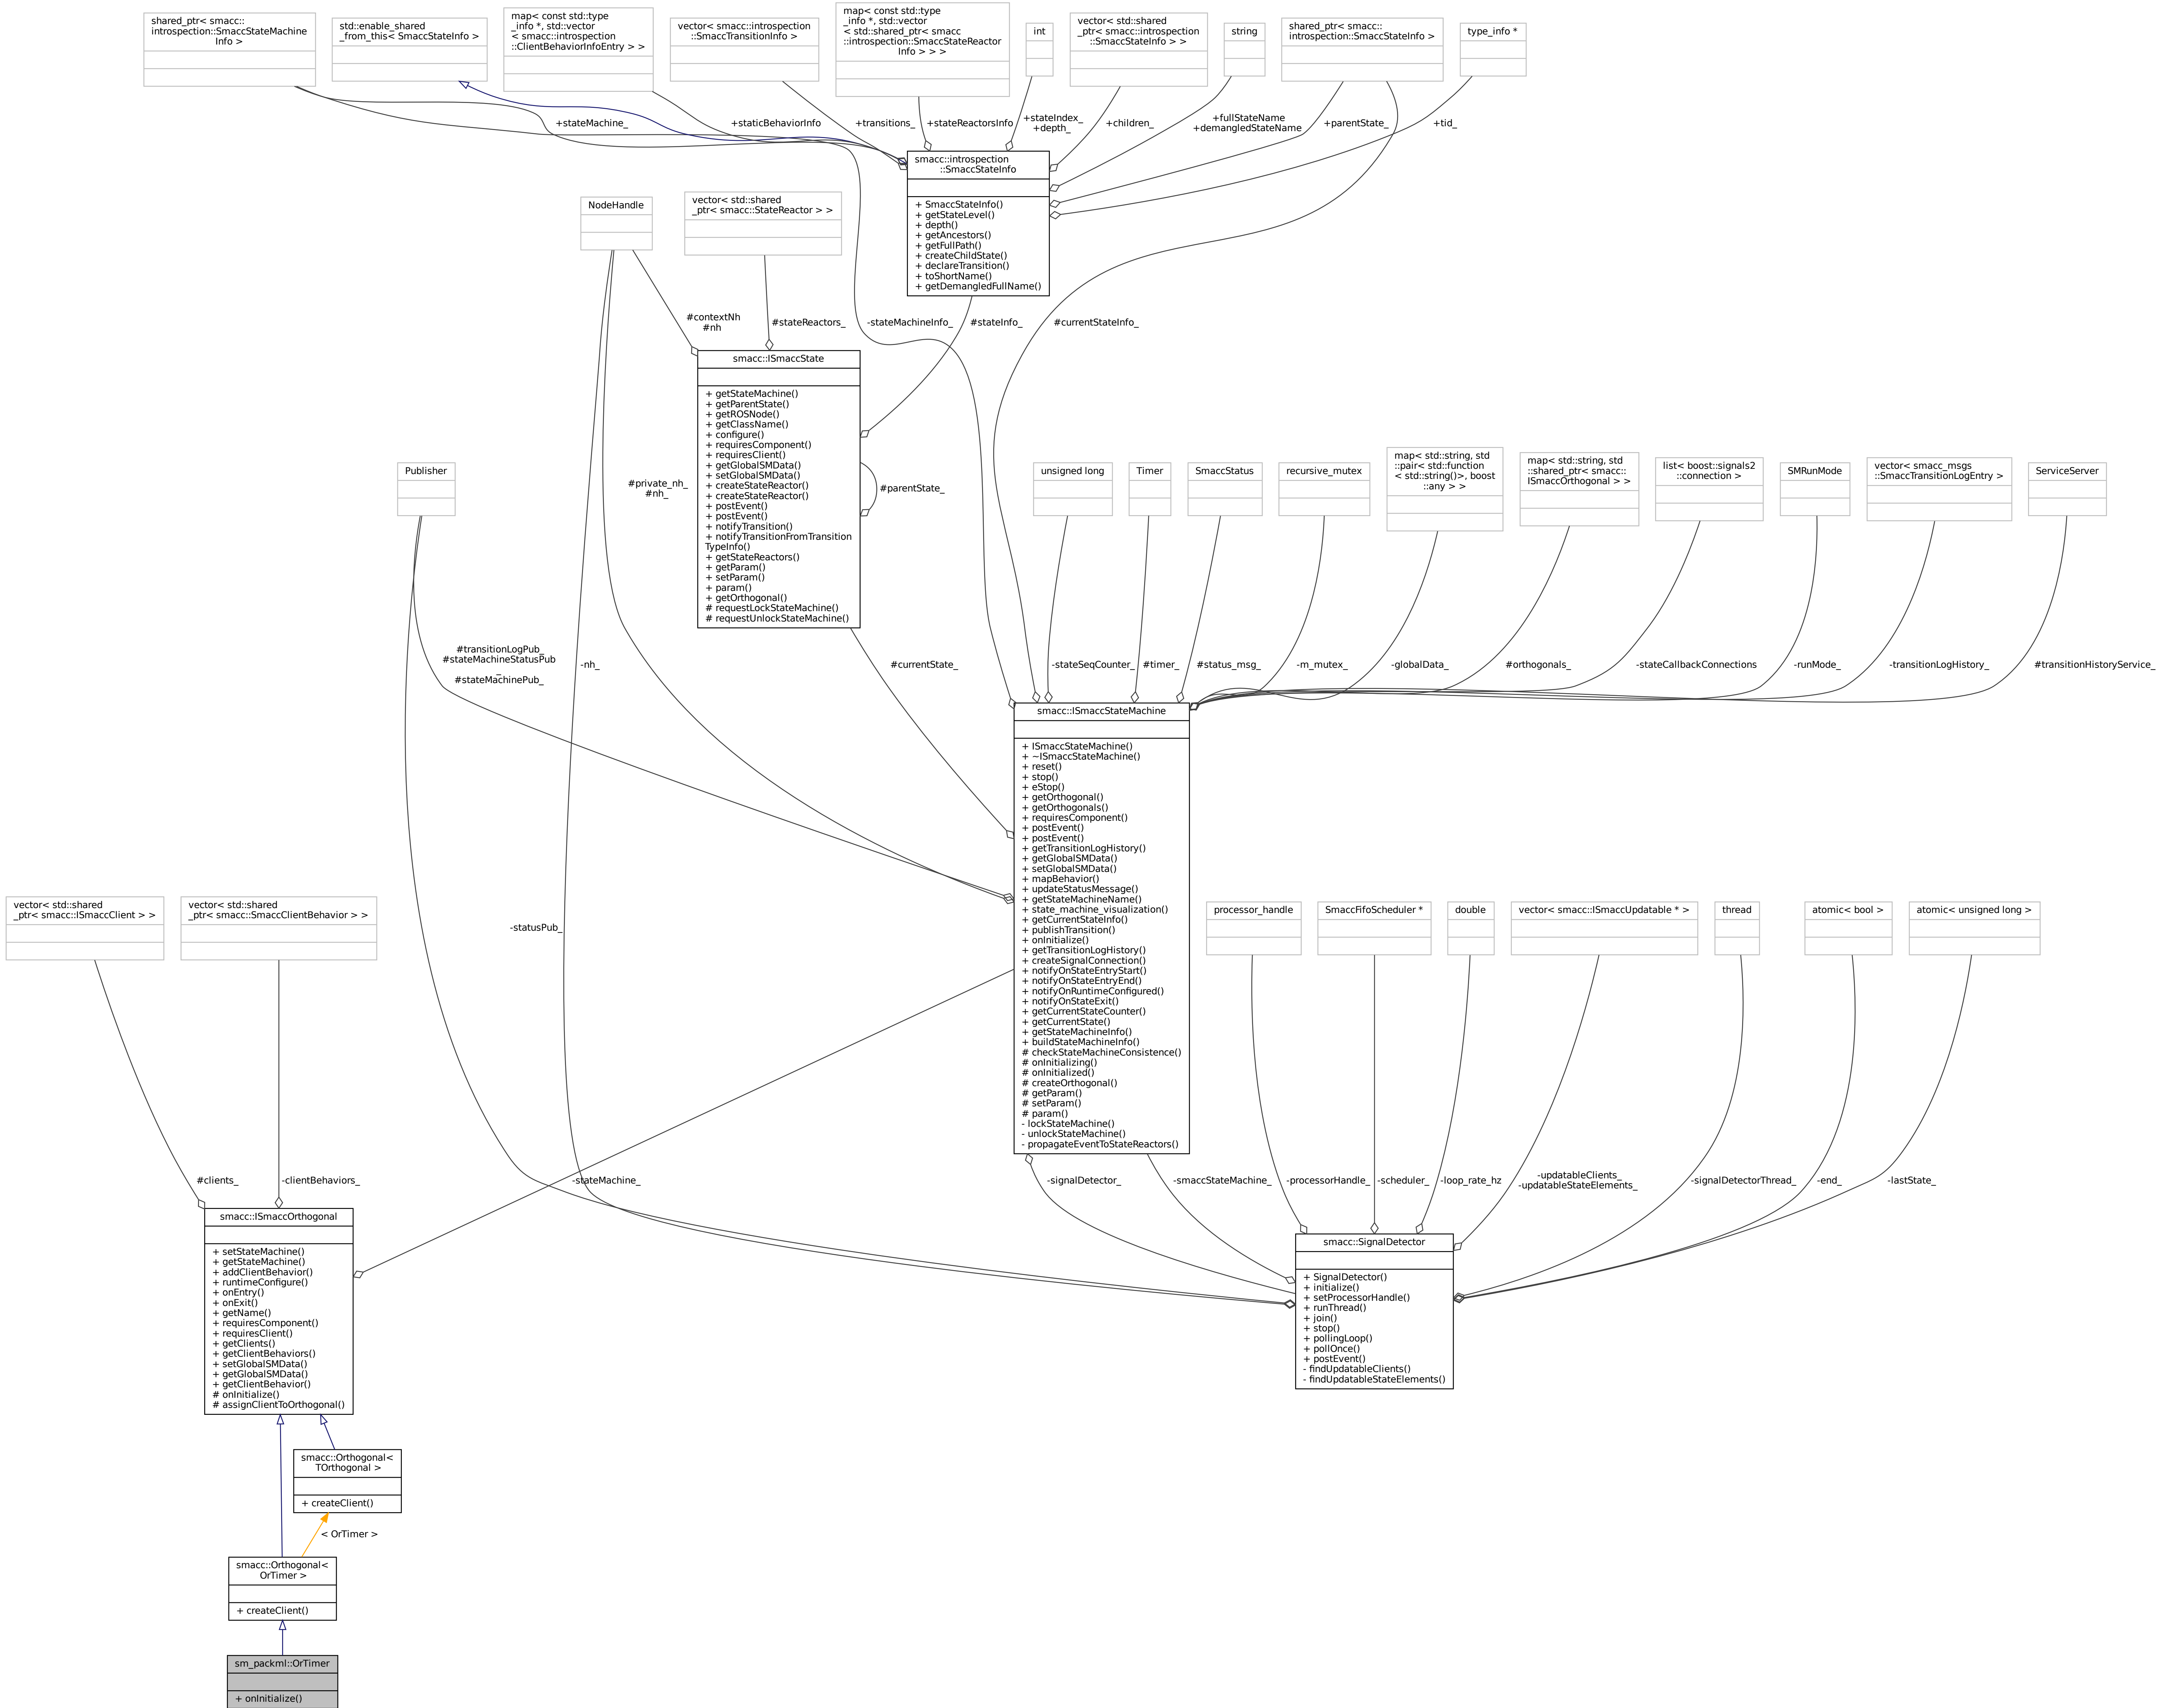 shared_ptr< smacc::
introspection::SmaccStateMachine
Info >
std::enable_shared
_from_this< SmaccStateInfo >
map< const std::type
_info *, std::vector
< smacc::introspection
::ClientBehaviorInfoEntry > >
vector< smacc::introspection
::SmaccTransitionInfo >
map< const std::type
_info *, std::vector
< std::shared_ptr< smacc
::introspection::SmaccStateReactor
Info > > >
int
vector< std::shared
_ptr< smacc::introspection
::SmaccStateInfo > >
string
shared_ptr< smacc::
introspection::SmaccStateInfo >
type_info *
+stateMachine_
+staticBehaviorInfo
+transitions_
+stateReactorsInfo
+stateIndex_
+depth_
+children_
+fullStateName
+demangledStateName
+parentState_
+tid_
smacc::introspection
::SmaccStateInfo
+ SmaccStateInfo()
+ getStateLevel()
+ depth()
+ getAncestors()
+ getFullPath()
+ createChildState()
+ declareTransition()
+ toShortName()
+ getDemangledFullName()
NodeHandle
vector< std::shared
_ptr< smacc::StateReactor > >
#contextNh
#nh
#stateReactors_
-stateMachineInfo_
#stateInfo_
#currentStateInfo_
smacc::ISmaccState
+ getStateMachine()
+ getParentState()
+ getROSNode()
+ getClassName()
+ configure()
+ requiresComponent()
+ requiresClient()
+ getGlobalSMData()
+ setGlobalSMData()
+ createStateReactor()
+ createStateReactor()
+ postEvent()
+ postEvent()
+ notifyTransition()
+ notifyTransitionFromTransition
TypeInfo()
+ getStateReactors()
+ getParam()
+ setParam()
+ param()
+ getOrthogonal()
# requestLockStateMachine()
# requestUnlockStateMachine()
#parentState_
Publisher
#private_nh_
#nh_
unsigned long
Timer
SmaccStatus
recursive_mutex
map< std::string, std
::pair< std::function
< std::string()>, boost
::any > >
map< std::string, std
::shared_ptr< smacc::
ISmaccOrthogonal > >
list< boost::signals2
::connection >
SMRunMode
vector< smacc_msgs
::SmaccTransitionLogEntry >
ServiceServer
#transitionLogPub_
#stateMachineStatusPub
_
#stateMachinePub_
-nh_
#currentState_
-stateSeqCounter_
#timer_
#status_msg_
-m_mutex_
-globalData_
#orthogonals_
-stateCallbackConnections
-runMode_
-transitionLogHistory_
#transitionHistoryService_
smacc::ISmaccStateMachine
+ ISmaccStateMachine()
+ ~ISmaccStateMachine()
+ reset()
+ stop()
+ eStop()
+ getOrthogonal()
+ getOrthogonals()
+ requiresComponent()
+ postEvent()
+ postEvent()
+ getTransitionLogHistory()
+ getGlobalSMData()
+ setGlobalSMData()
+ mapBehavior()
+ updateStatusMessage()
+ getStateMachineName()
+ state_machine_visualization()
+ getCurrentStateInfo()
+ publishTransition()
+ onInitialize()
+ getTransitionLogHistory()
+ createSignalConnection()
+ notifyOnStateEntryStart()
+ notifyOnStateEntryEnd()
+ notifyOnRuntimeConfigured()
+ notifyOnStateExit()
+ getCurrentStateCounter()
+ getCurrentState()
+ getStateMachineInfo()
+ buildStateMachineInfo()
# checkStateMachineConsistence()
# onInitializing()
# onInitialized()
# createOrthogonal()
# getParam()
# setParam()
# param()
- lockStateMachine()
- unlockStateMachine()
- propagateEventToStateReactors()
vector< std::shared
_ptr< smacc::ISmaccClient > >
vector< std::shared
_ptr< smacc::SmaccClientBehavior > >
-statusPub_
processor_handle
SmaccFifoScheduler *
double
vector< smacc::ISmaccUpdatable * >
thread
atomic< bool >
atomic< unsigned long >
#clients_
-clientBehaviors_
-stateMachine_
-signalDetector_
-smaccStateMachine_
-processorHandle_
-scheduler_
-loop_rate_hz
-updatableClients_
-updatableStateElements_
-signalDetectorThread_
-end_
-lastState_
smacc::ISmaccOrthogonal
+ setStateMachine()
+ getStateMachine()
+ addClientBehavior()
+ runtimeConfigure()
+ onEntry()
+ onExit()
+ getName()
+ requiresComponent()
+ requiresClient()
+ getClients()
+ getClientBehaviors()
+ setGlobalSMData()
+ getGlobalSMData()
+ getClientBehavior()
# onInitialize()
# assignClientToOrthogonal()
smacc::SignalDetector
+ SignalDetector()
+ initialize()
+ setProcessorHandle()
+ runThread()
+ join()
+ stop()
+ pollingLoop()
+ pollOnce()
+ postEvent()
- findUpdatableClients()
- findUpdatableStateElements()
smacc::Orthogonal<
TOrthogonal >
+ createClient()
< OrTimer >
smacc::Orthogonal<
OrTimer >
+ createClient()
sm_packml::OrTimer
+ onInitialize()